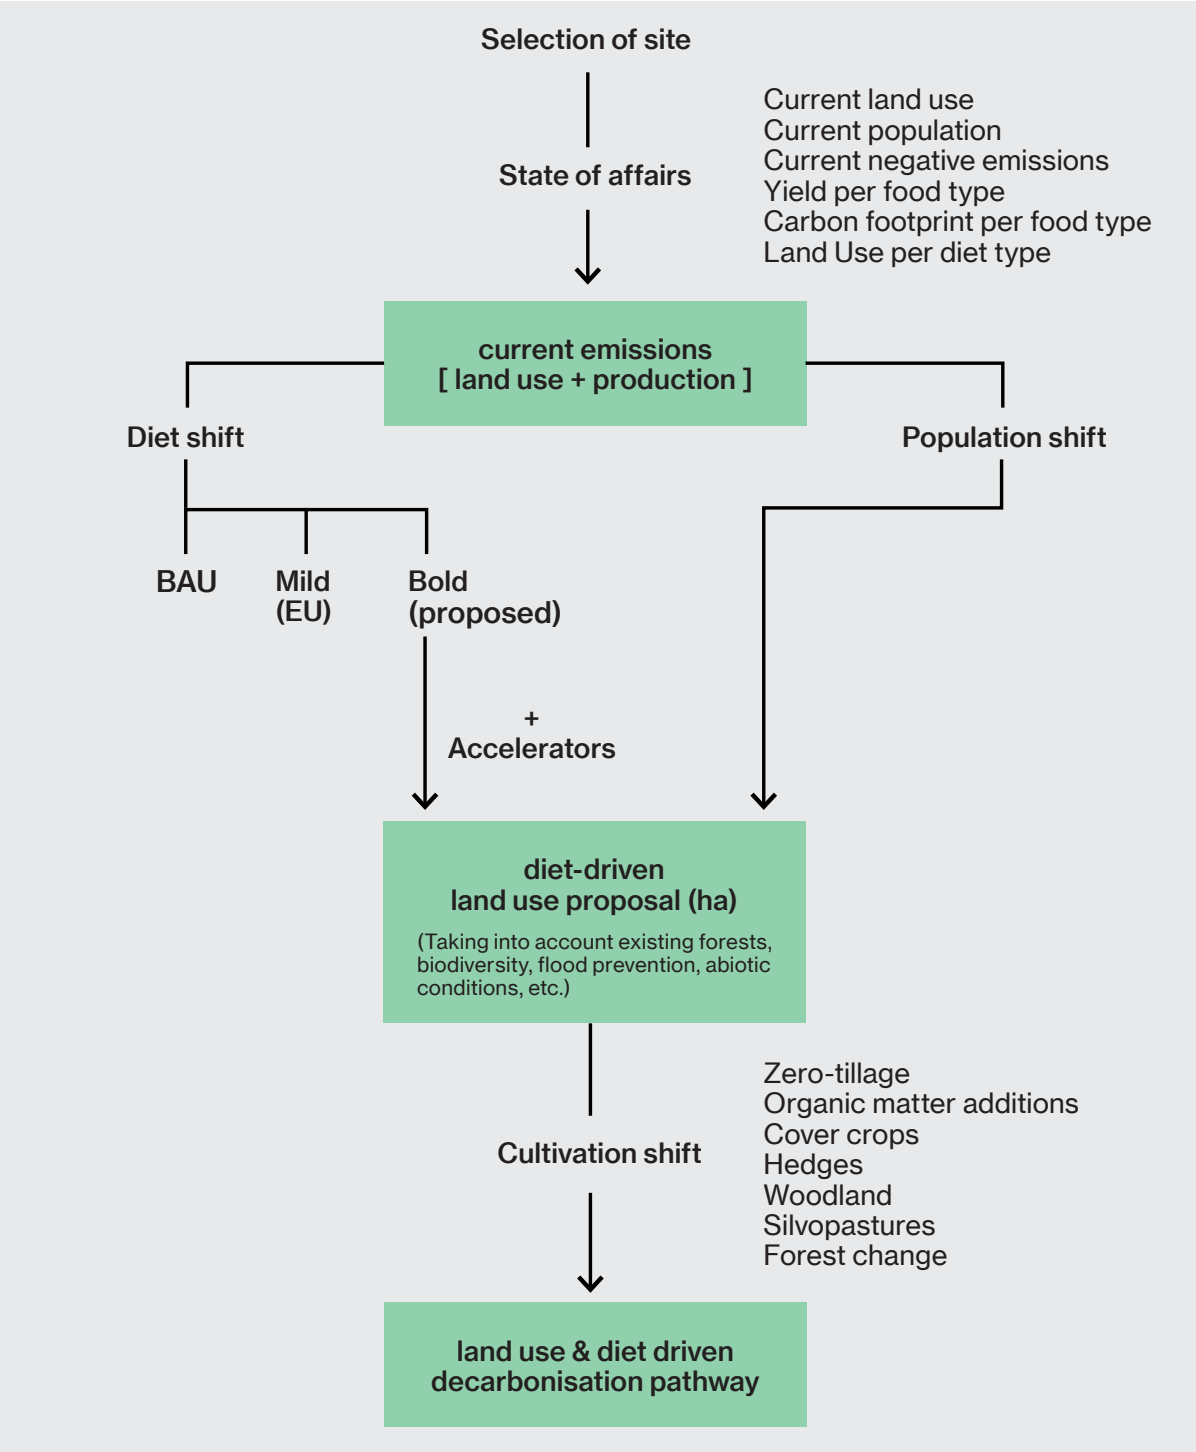 Selection of site
State of affairs
Current land use
Current population
Current negative emissions
Yield per food type
Carbon footprint per food type
Land Use per diet type
current emissions
[ land use + production ]
Diet shift
Population shift
BAU
Mild
(EU)
Bold
(proposed)
+
Accelerators
diet-driven
land use proposal (ha)
(Taking into account existing forests,
biodiversity, flood prevention, abiotic
conditions, etc.)
Cultivation shift
Zero-tillage
Organic matter additions
Cover crops
Hedges
Woodland
Silvopastures
Forest change
land use & diet driven
decarbonisation pathway